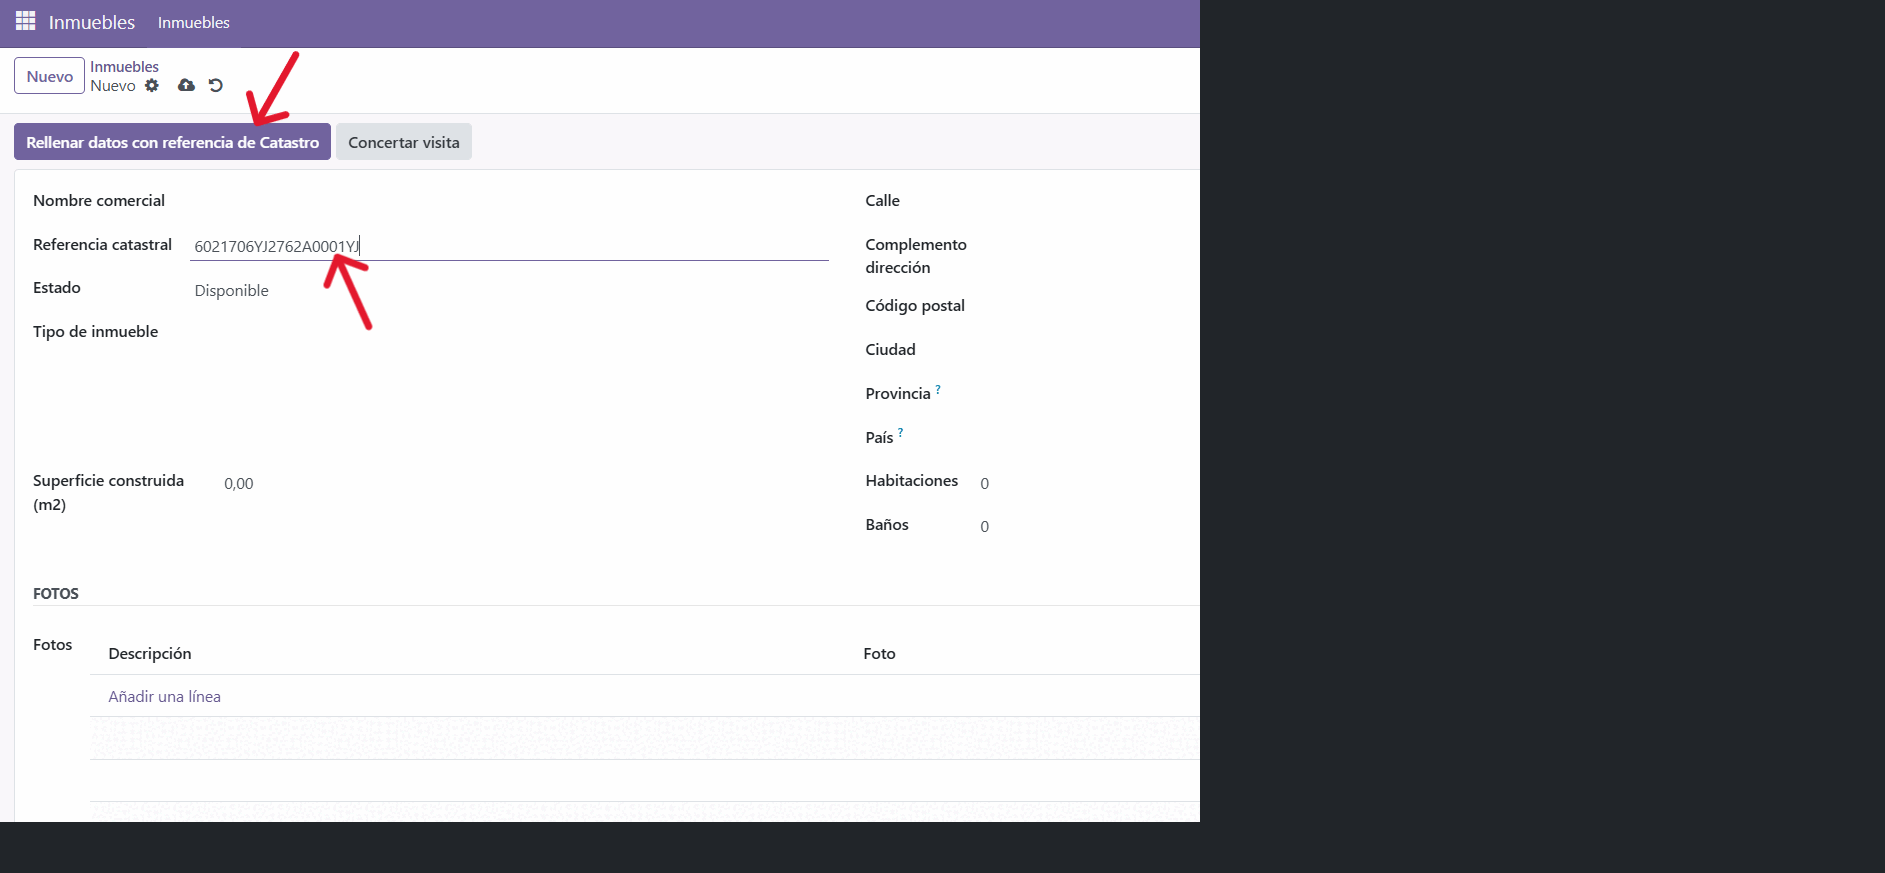 Inmuebles Inmuebles
Nuevo
Inmuebles
Nuevo
Rellenar datos con referencia de Catastro Concertar visita
Nombre comercial
Referencia catastral 6021706YJ2762A0001YJ
Estado Disponible
Tipo de inmueble
Superficie construida
(m2) 0,00
Calle
Complemento
dirección
Código postal
Ciudad
Provincia ?
País ?
Habitaciones 0
Baños 0
FOTOS
Fotos
Descripción Foto
Añadir una línea